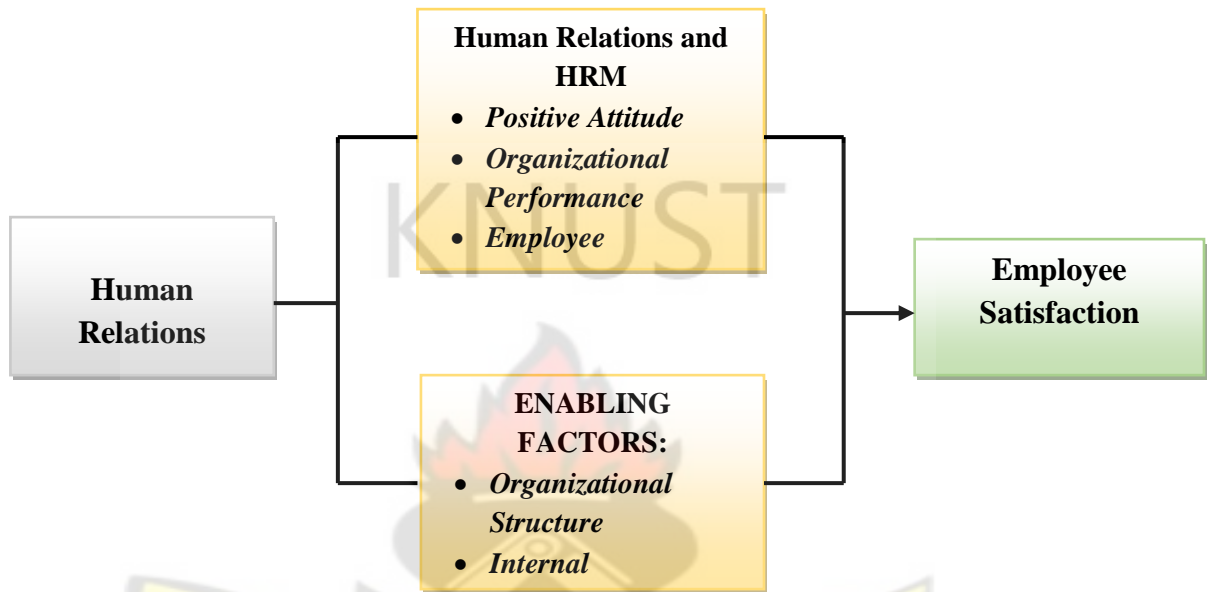 Human Relations and
HRM
• Positive Attitude
• Organizational
Performance
• Employee
KNUST
Human
Relations
Employee
Satisfaction
ENABLING
FACTORS:
• Organizational
Structure
• Internal